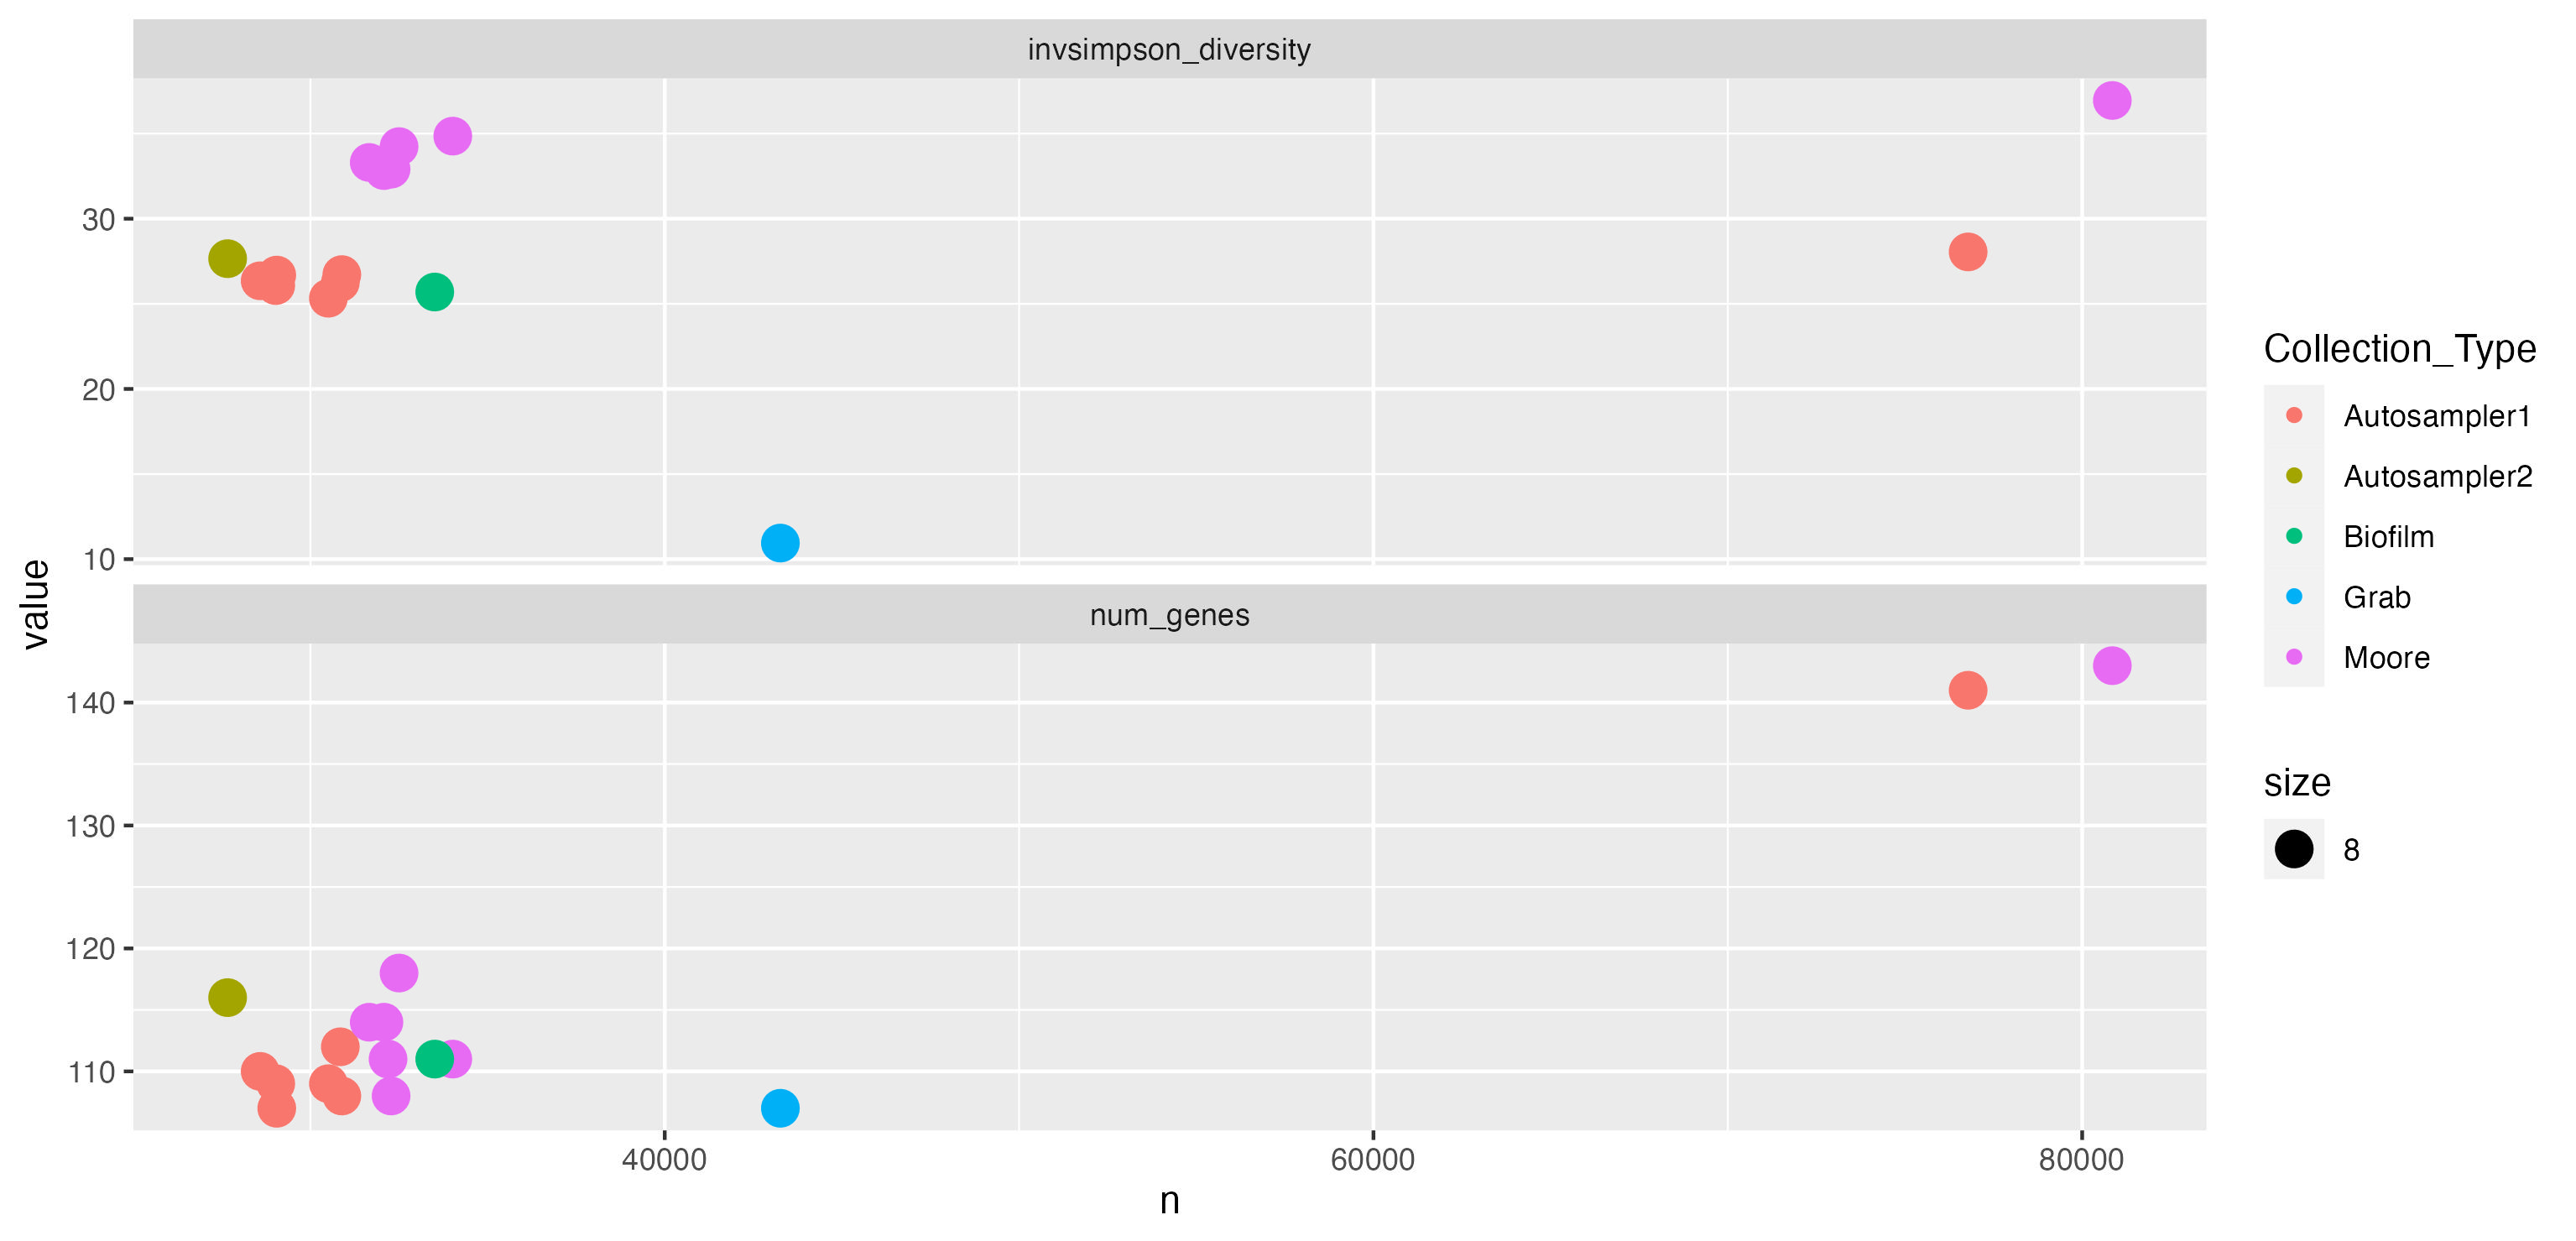 invsimpson_diversity
30
20
10
value
num_genes
140
130
120
110
40000
60000
80000
n
Collection_Type
Autosampler1
Autosampler2
Biofilm
Grab
Moore
size
8